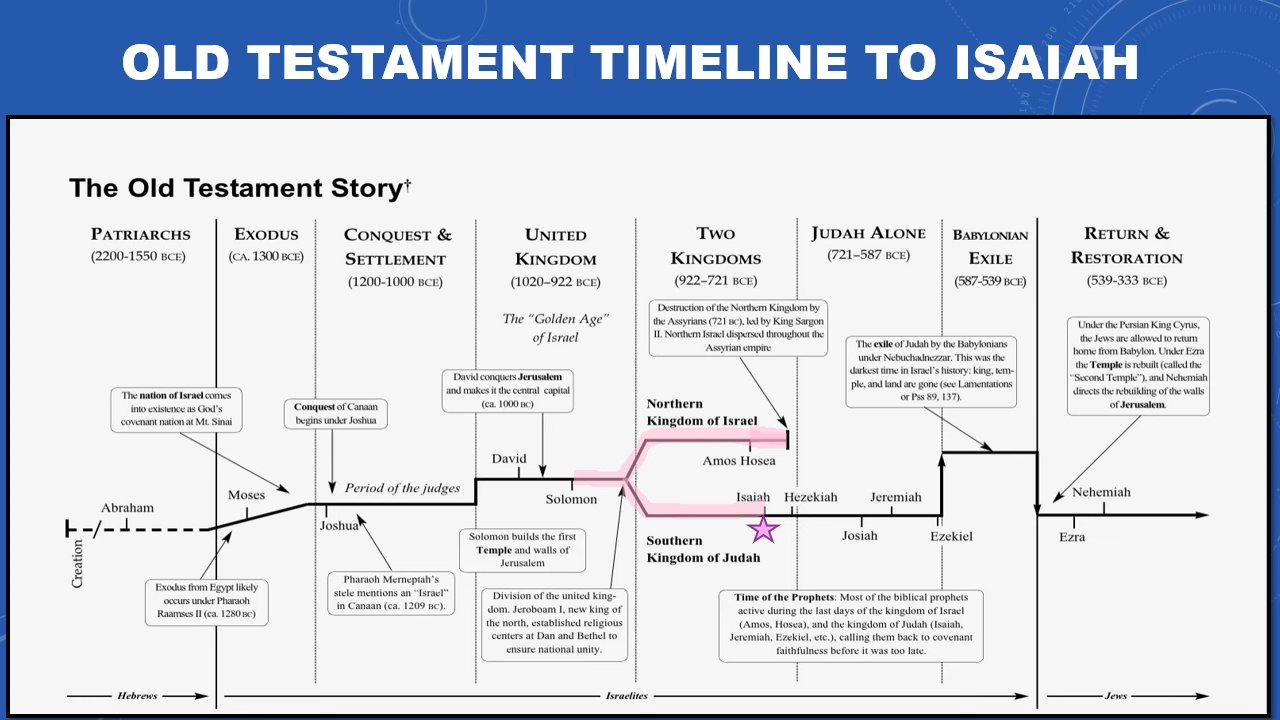 OLD TESTAMENT TIMELINE TO ISAIAH
The Old Testament Story†
PATRIARCHS
(2200-1550 BCE)
EXODUS
(CA. 1300 BCE)
CONQUEST &
SETTLEMENT
(1200-1000 BCE)
UNITED
KINGDOM
(1020–922 BCE)
The “Golden Age”
of Israel
TWO
KINGDOMS
(922–721 BCE)
JUDAH ALONE
(721–587 BCE)
BABYLONIAN
EXILE
(587-539 BCE)
RETURN &
RESTORATION
(539-333 BCE)
Destruction of the Northern Kingdom by
the Assyrians (721 BC), led by King Sargon
II. Northern Israel dispersed throughout the
Assyrian empire
The exile of Judah by the Babylonians
under Nebuchadnezzar. This was the
darkest time in Israel’s history: king, tem-
ple, and land are gone (see Lamentations
or Pss 89, 137).
Under the Persian King Cyrus,
the Jews are allowed to return
home from Babylon. Under Ezra
the Temple is rebuilt (called the
“Second Temple”), and Nehemiah
directs the rebuilding of the walls
of Jerusalem.
The nation of Israel comes
into existence as God’s
covenant nation at Mt. Sinai
Conquest of Canaan
begins under Joshua
David conquers Jerusalem
and makes it the central capital
(ca. 1000 BC)
Northern
Kingdom of Israel
Amos Hosea
David
Solomon
Period of the judges
Moses
Abraham
Joshua
Creation
Isaiah
Hezekiah
Jeremiah
Josiah
Ezekiel
Nehemiah
Ezra
Southern
Kingdom of Judah
Solomon builds the first
Temple and walls of
Jerusalem
Exodus from Egypt likely
occurs under Pharaoh
Raamses II (ca. 1280 BC)
Pharaoh Merneptah’s
stele mentions an “Israel”
in Canaan (ca. 1209 BC).
Division of the united king-
dom. Jeroboam I, new king of
the north, established religious
centers at Dan and Bethel to
ensure national unity.
Time of the Prophets: Most of the biblical prophets
active during the last days of the kingdom of Israel
(Amos, Hosea), and the kingdom of Judah (Isaiah,
Jeremiah, Ezekiel, etc.), calling them back to covenant
faithfulness before it was too late.
Hebrews
Israelites
Jews